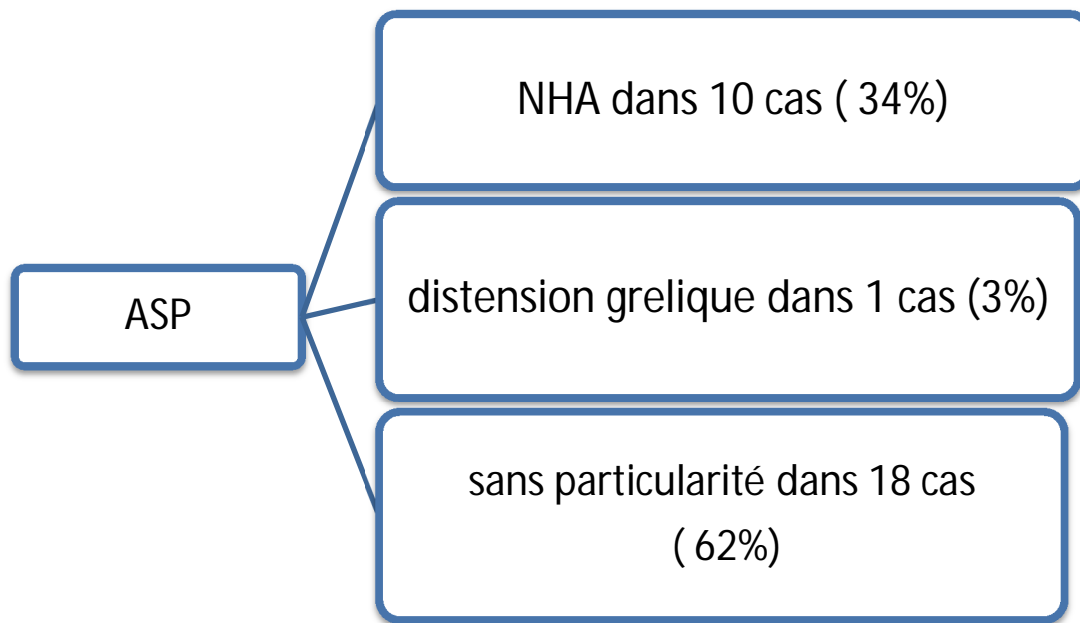 NHA dans 10 cas ( 34%)
ASP
distension grelique dans 1 cas (3%)
sans particularité dans 18 cas
( 62%)